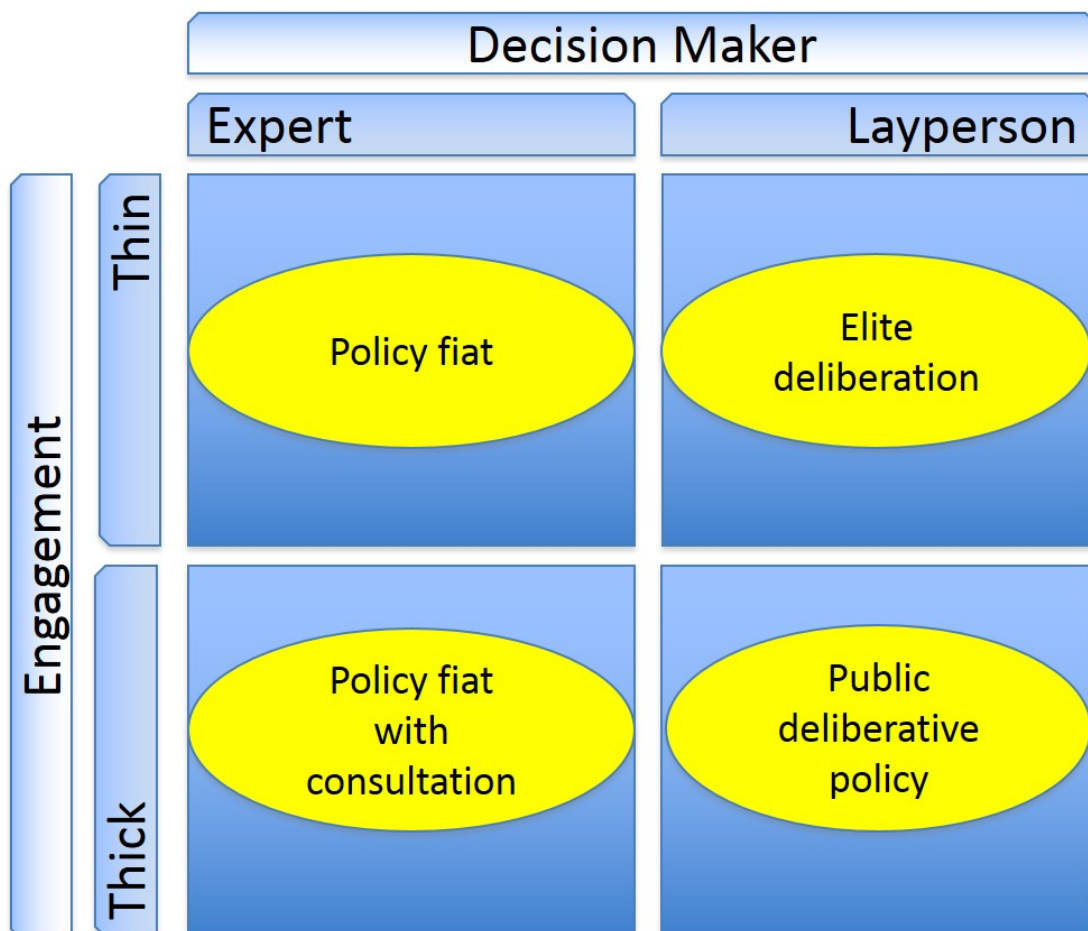 Decision Maker
Expert
Layperson
Engagement
Thin
Policy fiat
Elite
deliberation
Thick
Policy fiat
with
consultation
Public
deliberative
policy